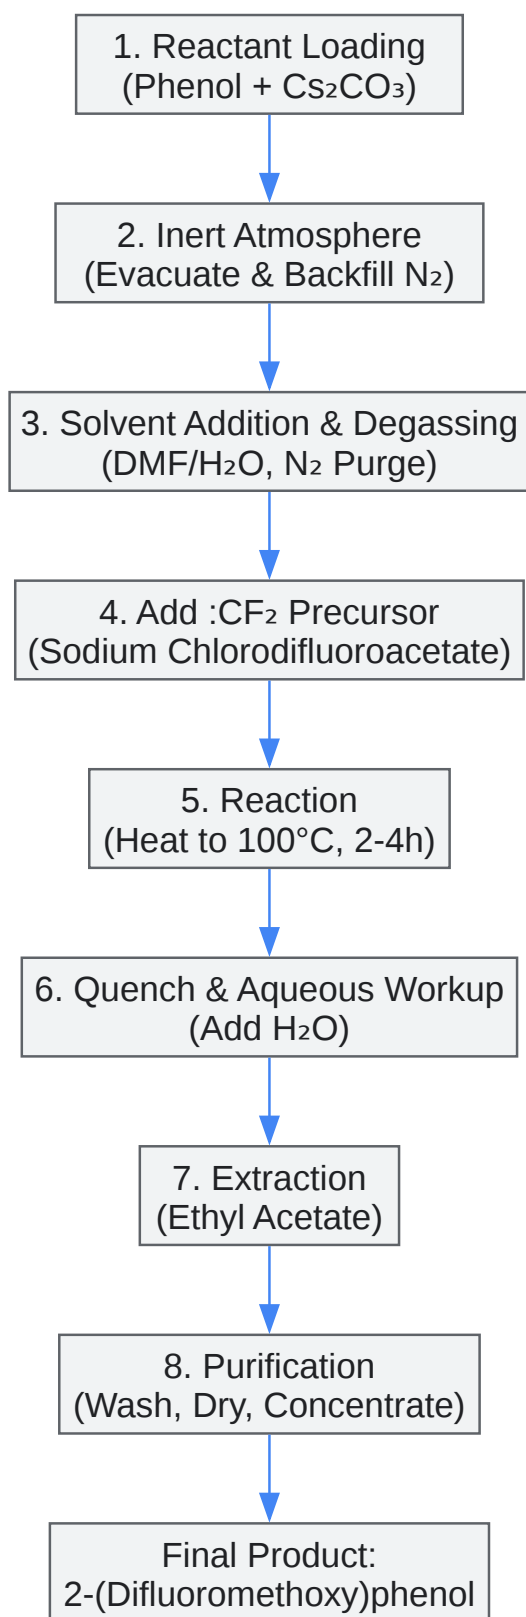 1. Reactant Loading
(Phenol + Cs₂CO₃)
2. Inert Atmosphere
(Evacuate & Backfill N₂)
3. Solvent Addition & Degassing
(DMF/H₂O, N₂ Purge)
4. Add :CF₂ Precursor
(Sodium Chlorodifluoroacetate)
5. Reaction
(Heat to 100°C, 2-4h)
6. Quench & Aqueous Workup
(Add H₂O)
7. Extraction
(Ethyl Acetate)
8. Purification
(Wash, Dry, Concentrate)
Final Product:
2-(Difluoromethoxy)phenol